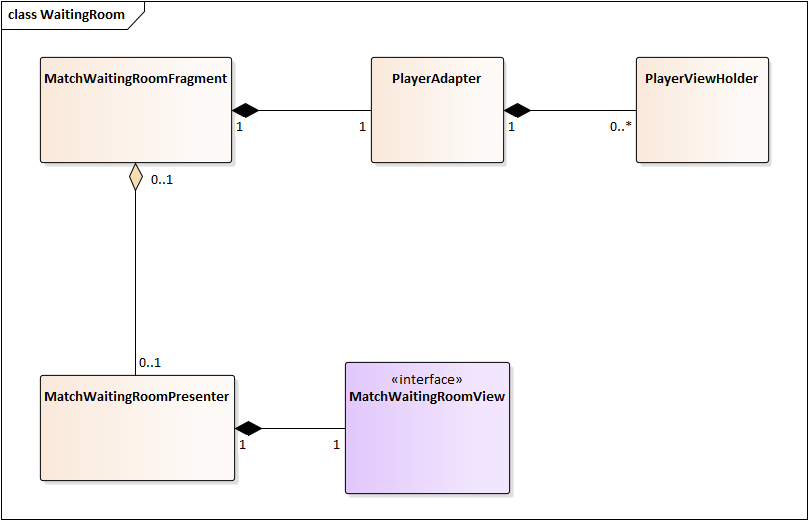 class WaitingRoom
MatchWaitingRoomFragment
PlayerAdapter
PlayerViewHolder
1
1
1
0..*
0..1
0..1
MatchWaitingRoomPresenter
«interface»
MatchWaitingRoomView
1
1